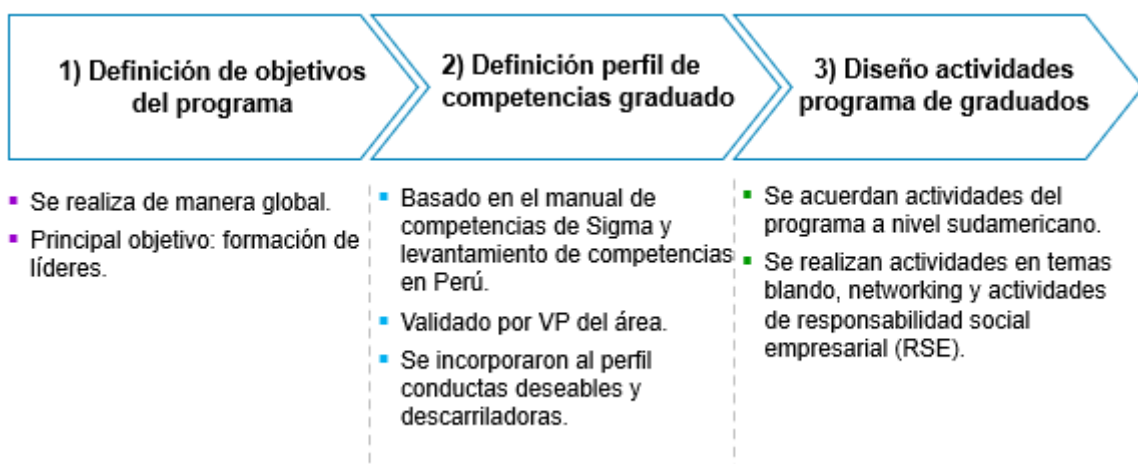 1) Definición de objetivos
del programa
2) Definición perfil de
competencias graduado
3) Diseño actividades
programa de graduados
▪ Se realiza de manera global.
▪ Principal objetivo: formación de
líderes.
▪ Basado en el manual de
competencias de Sigma y
levantamiento de competencias
en Perú.
▪ Validado por VP del área.
▪ Se incorporaron al perfil
conductas deseables y
descarriladoras.
▪ Se acuerdan actividades del
programa a nivel sudamericano.
▪ Se realizan actividades en temas
blando, networking y actividades
de responsabilidad social
empresarial (RSE).